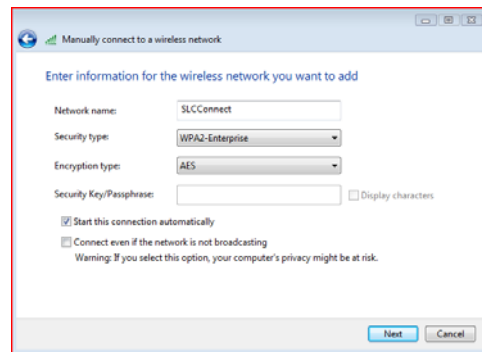 Manually connect to a wireless network
Enter information for the wireless network you want to add
Network name: SLCConnect
Security type: WPA2-Enterprise
Encryption type: AES
Security Key/Passphrase: Display characters
Start this connection automatically
Connect even if the network is not broadcasting
Warning: If you select this option, your computer's privacy might be at risk.
Next Cancel